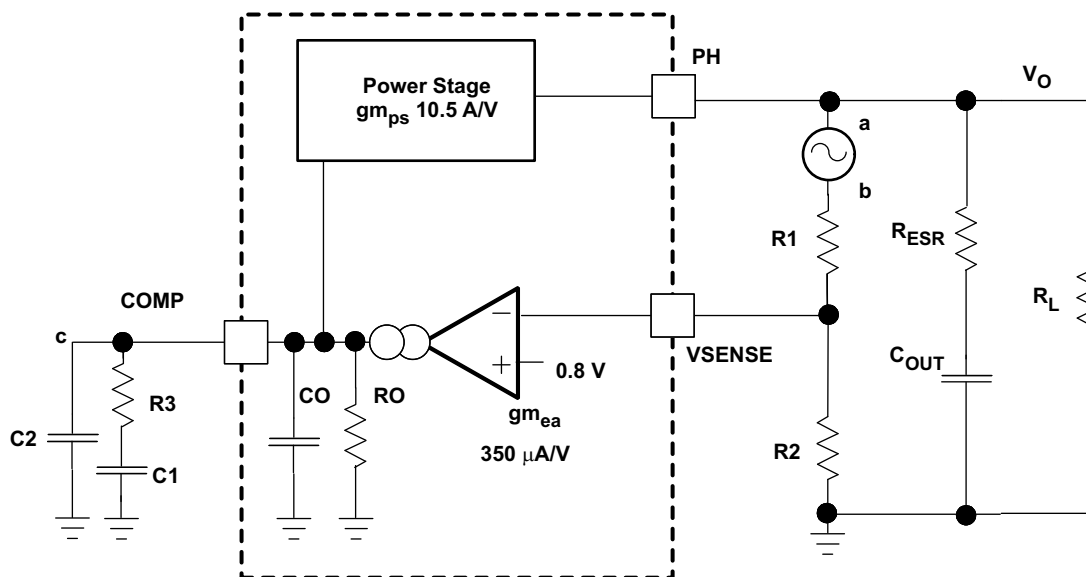 PH
Power Stage
gm_ps 10.5 A/V
V_O
a
b
R1
R_ESR
R_L
COMP
c
VSENSE
C_OUT
R3
C2
C1
CO
RO
−
+
0.8 V
gm_ea
350 µA/V
R2